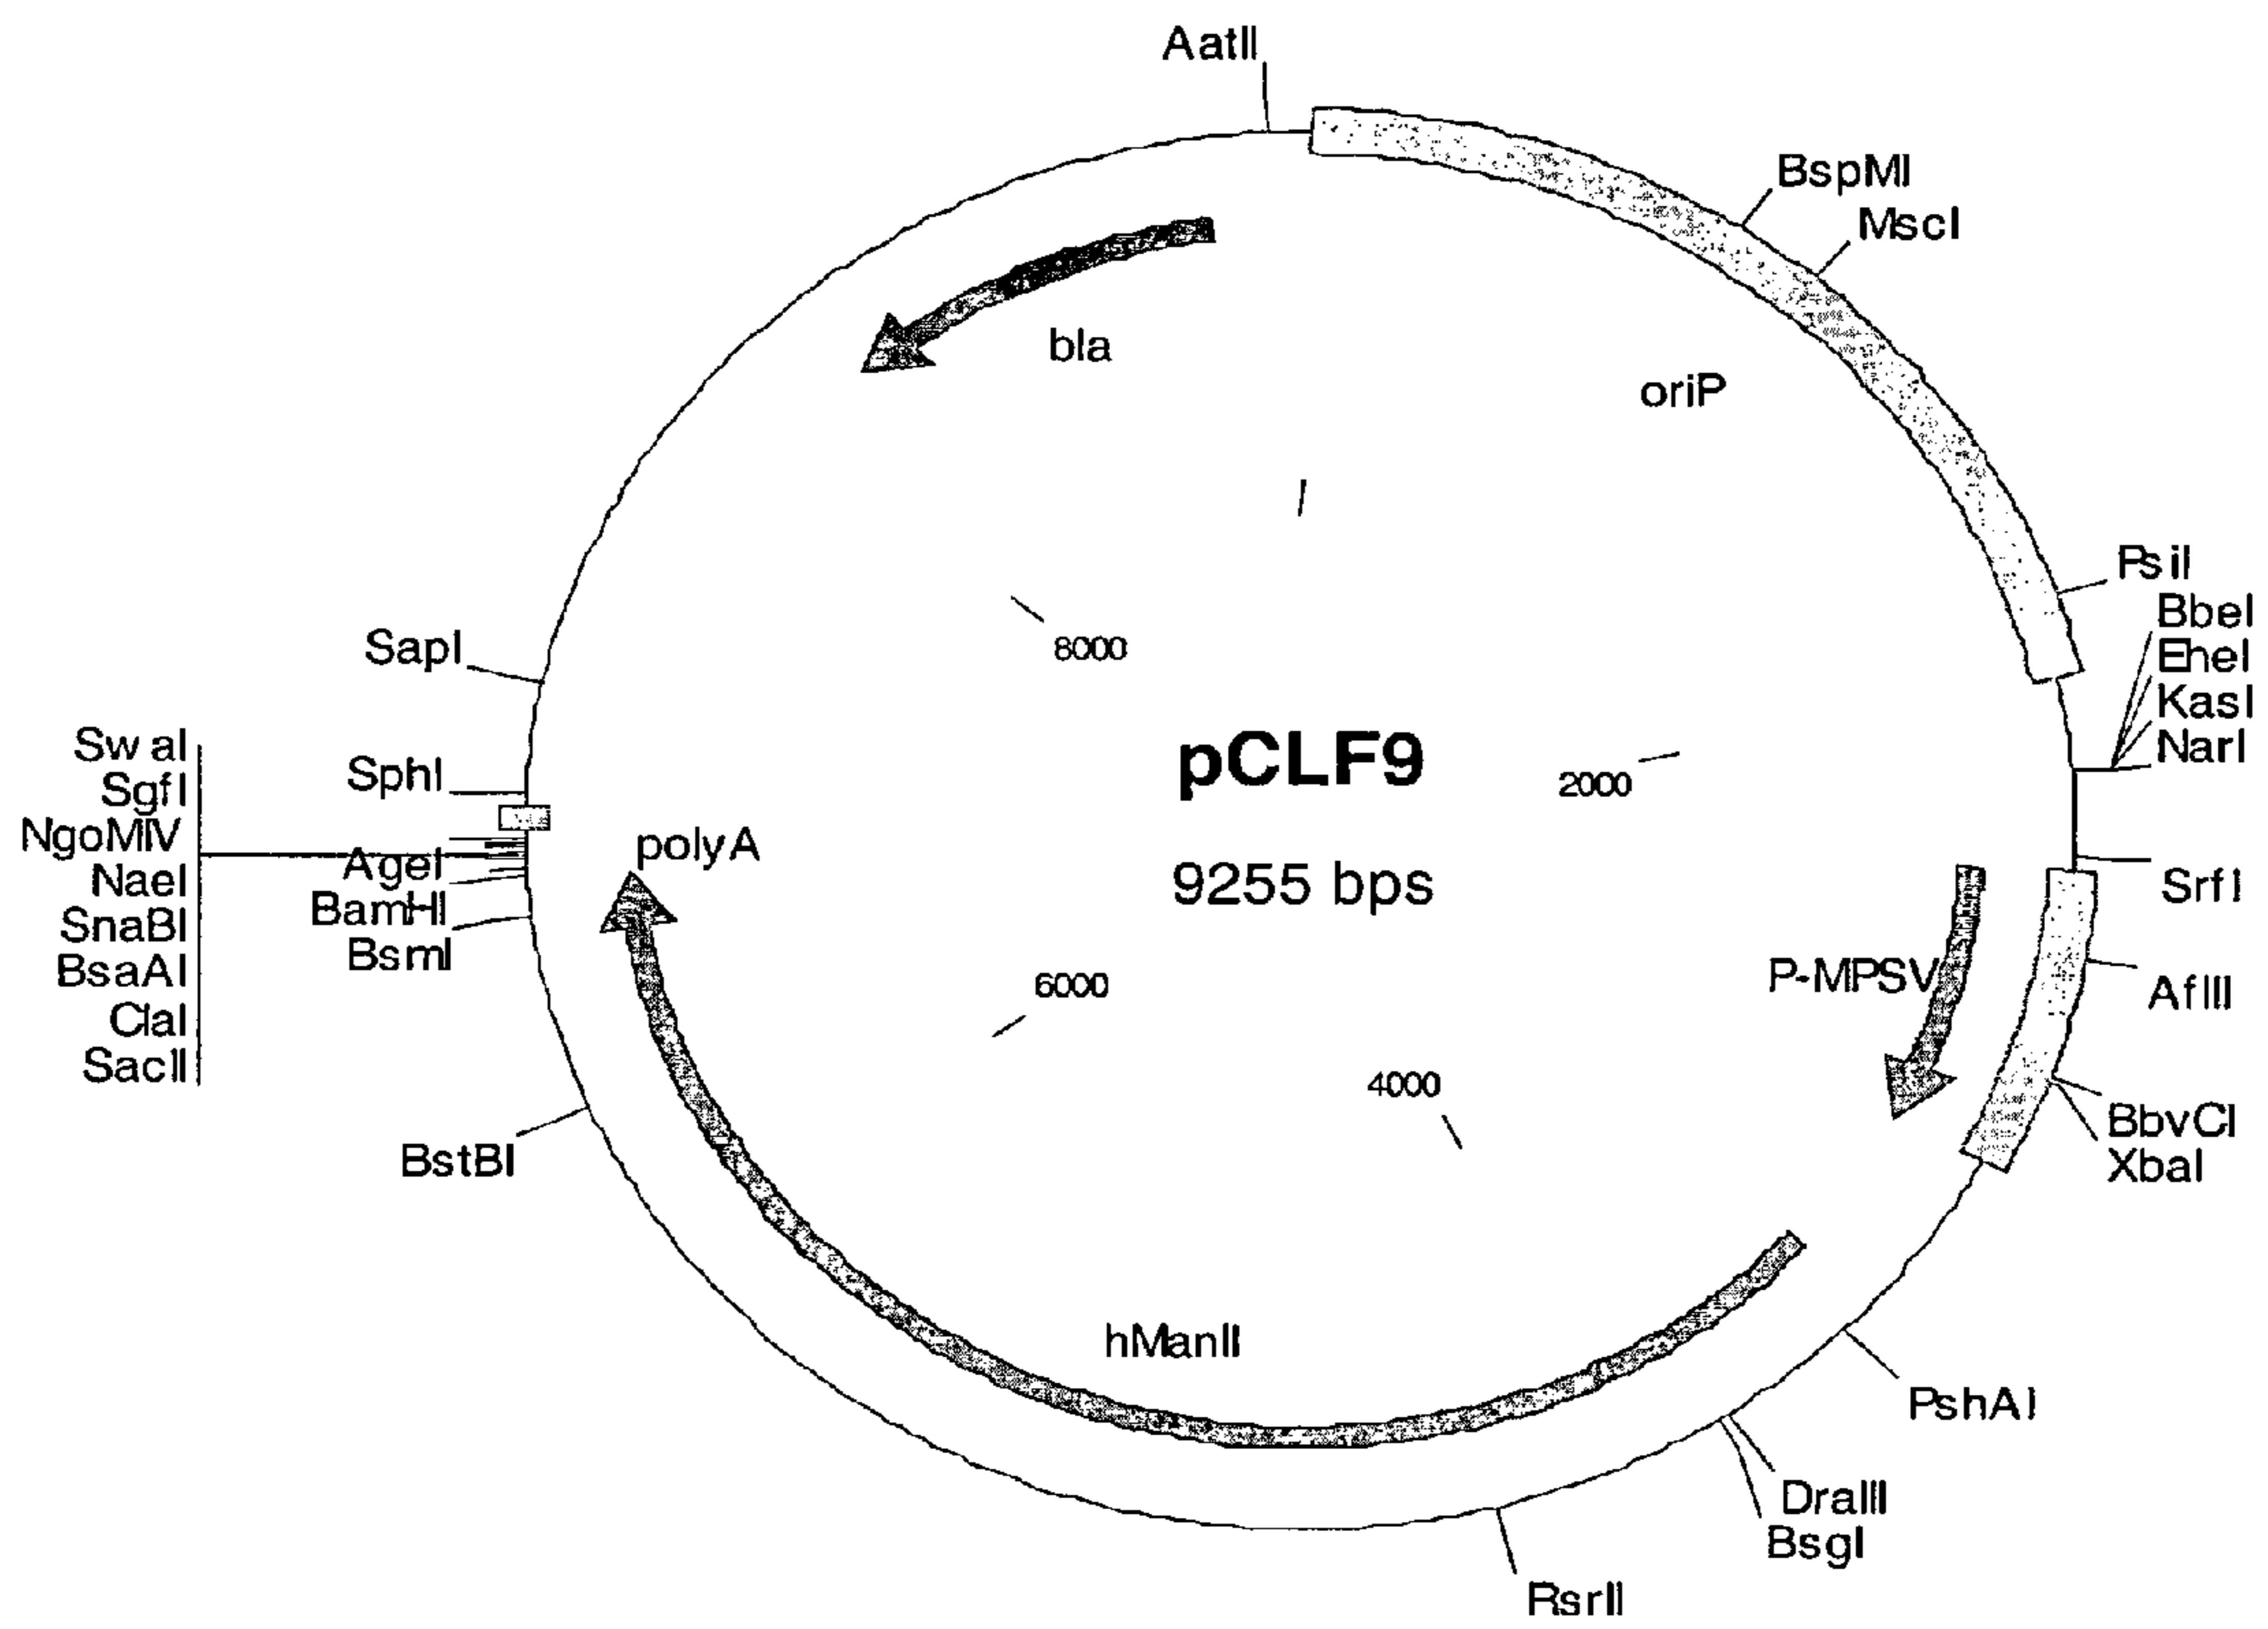 AatII
BspMI
MscI
bla
oriP
PsiI
BbeI
EheI
KasI
NarI
8000
SapI
SwaI
SgfI
NgoMIV
NaeI
SnaBI
BsaAI
ClaI
SacII
SphI
AgeI
BamHI
BsmI
polyA
pCLF9
9255 bps
2000
SrfI
P-MPSV
AflII
6000
4000
BbvCI
XbaI
BstBI
hManII
PshAI
DraIII
BsgI
RsrII